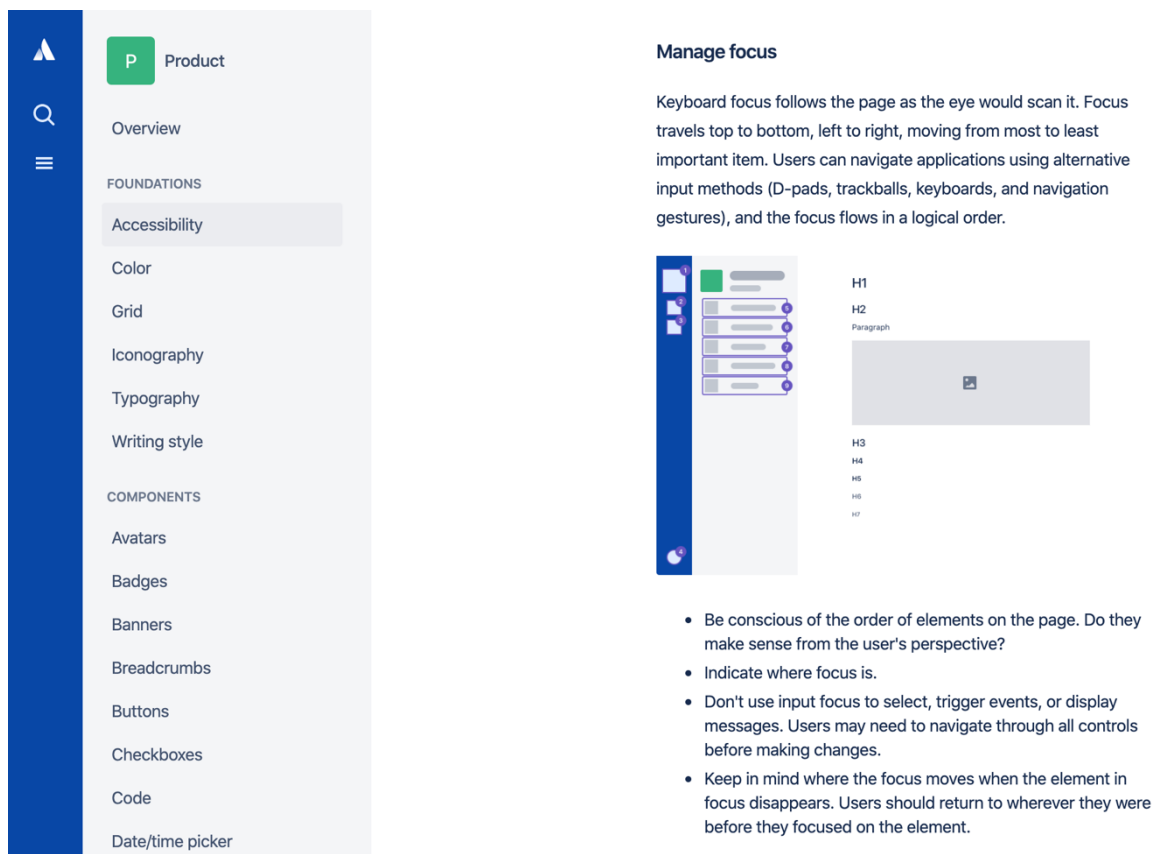 P Product
Overview
FOUNDATIONS
Accessibility
Color
Grid
Iconography
Typography
Writing style
COMPONENTS
Avatars
Badges
Banners
Breadcrumbs
Buttons
Checkboxes
Code
Date/time picker
Manage focus
Keyboard focus follows the page as the eye would scan it. Focus
travels top to bottom, left to right, moving from most to least
important item. Users can navigate applications using alternative
input methods (D-pads, trackballs, keyboards, and navigation
gestures), and the focus flows in a logical order.
1
2
3
4
5
6
7
8
9
H1
H2
Paragraph
H3
H4
H5
H6
H7
• Be conscious of the order of elements on the page. Do they
make sense from the user's perspective?
• Indicate where focus is.
• Don't use input focus to select, trigger events, or display
messages. Users may need to navigate through all controls
before making changes.
• Keep in mind where the focus moves when the element in
focus disappears. Users should return to wherever they were
before they focused on the element.